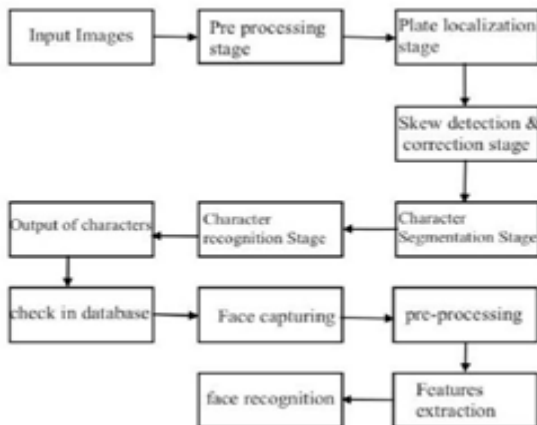 Input Images
Pre processing
stage
Plate localization
stage
Skew detection &
correction stage
Character
Segmentation Stage
Character
recognition Stage
Output of characters
check in database
Face capturing
pre-processing
Features
extraction
face recognition